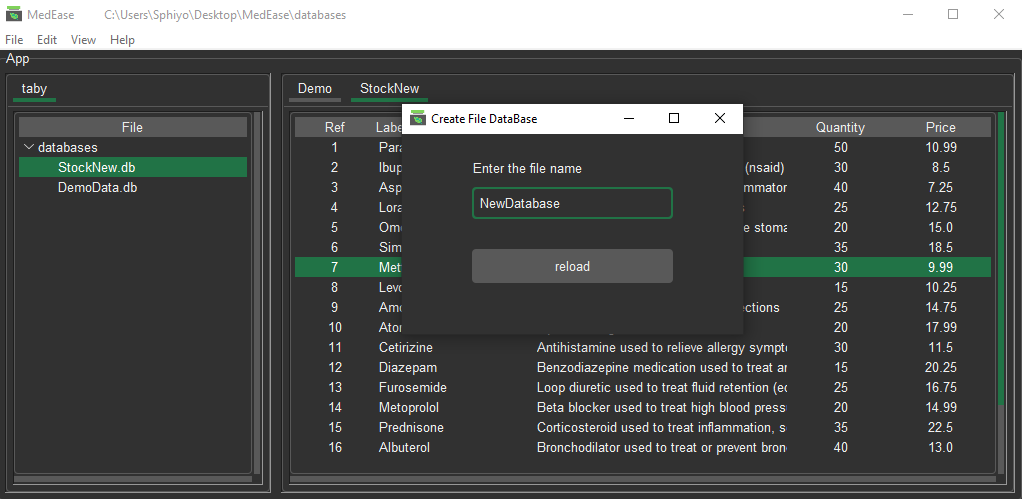 MedEase C:\Users\Sphiyo\Desktop\MedEase\databases
File Edit View Help
App
taby
File
databases
StockNew.db
DemoData.db
Demo StockNew
Ref Labe Quantity Price
1 Para 50 10.99
2 Ibup (nsaid) 30 8.5
3 Asp mmator 40 7.25
4 Lora 25 12.75
5 Ome e stoma 20 15.0
6 Sim 35 18.5
7 Met 30 9.99
8 Levo 15 10.25
9 Amo ections 25 14.75
10 Ator 20 17.99
11 Cetirizine Antihistamine used to relieve allergy sympto 30 11.5
12 Diazepam Benzodiazepine medication used to treat an 15 20.25
13 Furosemide Loop diuretic used to treat fluid retention (ed 25 16.75
14 Metoprolol Beta blocker used to treat high blood press 20 14.99
15 Prednisone Corticosteroid used to treat inflammation, s 35 22.5
16 Albuterol Bronchodilator used to treat or prevent bron 40 13.0
Create File DataBase
Enter the file name
NewDatabase
reload